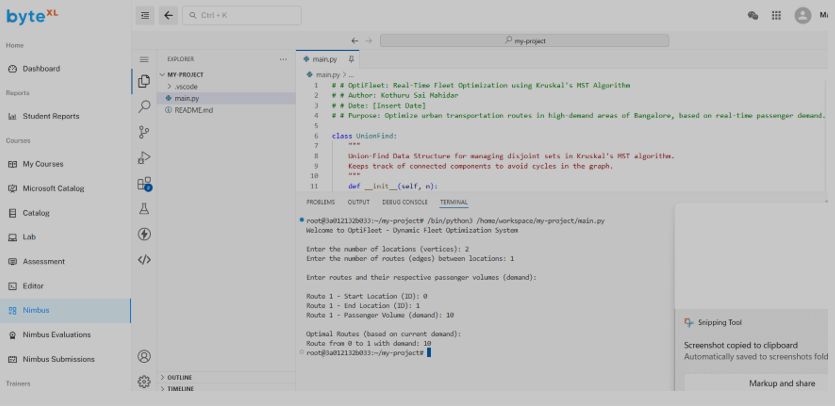 byteXL
Ctrl + K
Ma
Home
Dashboard
Reports
Student Reports
Courses
My Courses
Microsoft Catalog
Catalog
Lab
Assessment
Editor
Nimbus
Nimbus Evaluations
Nimbus Submissions
Trainers
my-project
EXPLORER
MY-PROJECT
.vscode
main.py
README.md
OUTLINE
TIMELINE
main.py
main.py > ...
1 # # OptiFleet: Real-Time Fleet Optimization using Kruskal's MST Algorithm
2 # # Author: Kothuru Sai Mahidar
3 # # Date: [Insert Date]
4 # # Purpose: Optimize urban transportation routes in high-demand areas of Bangalore, based on real-time passenger demand.
5
6 class UnionFind:
7 """
8 Union-Find Data Structure for managing disjoint sets in Kruskal's MST algorithm.
9 Keeps track of connected components to avoid cycles in the graph.
10 """
11 def __init__(self, n):
PROBLEMS OUTPUT DEBUG CONSOLE TERMINAL
root@3a012132b033:~/my-project# /bin/python3 /home/workspace/my-project/main.py
Welcome to OptiFleet - Dynamic Fleet Optimization System
Enter the number of locations (vertices): 2
Enter the number of routes (edges) between locations: 1
Enter routes and their respective passenger volumes (demand):
Route 1 - Start Location (ID): 0
Route 1 - End Location (ID): 1
Route 1 - Passenger Volume (demand): 10
Optimal Routes (based on current demand):
Route from 0 to 1 with demand: 10
root@3a012132b033:~/my-project#
Snipping Tool
Screenshot copied to clipboard
Automatically saved to screenshots fold
Markup and share